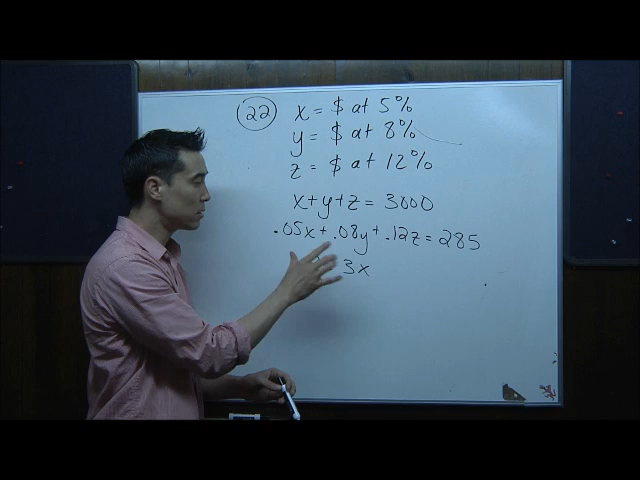 22 x = $ at 5%
y = $ at 8%
z = $ at 12%
x+y+z = 3000
.05x + .08y + .12z = 285
3x